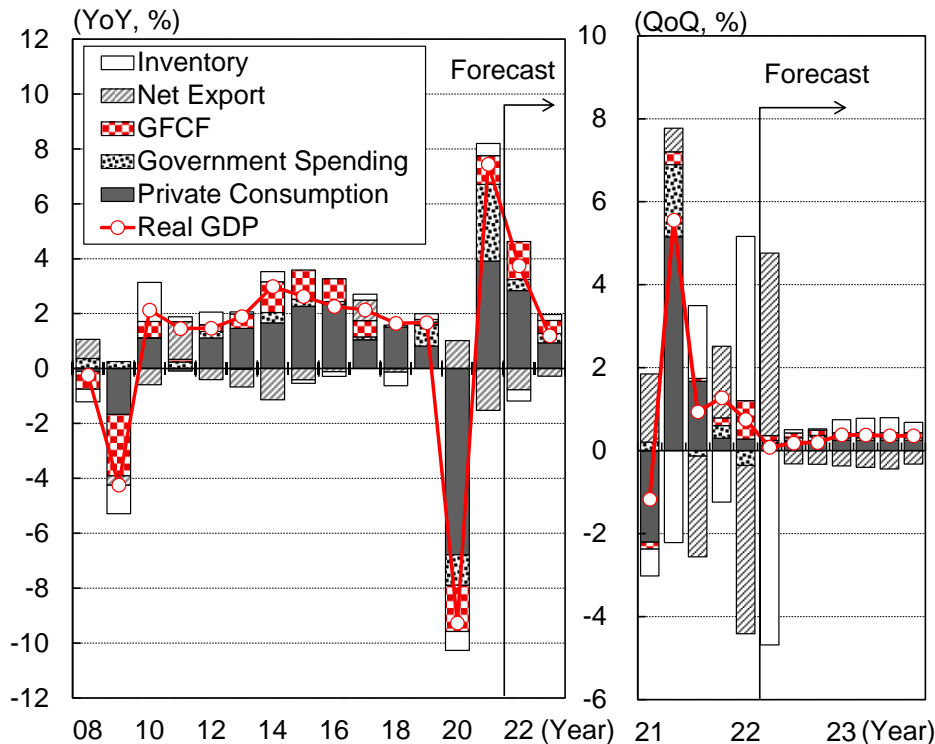 (YoY, %)
12
10
8
6
4
2
0
-2
-4
-6
-8
-10
-12
Inventory
Net Export
GFCF
Government Spending
Private Consumption
Real GDP
Forecast
08 10 12 14 16 18 20 22 (Year)
(QoQ, %)
10
8
6
4
2
0
-2
-4
-6
Forecast
21 22 23 (Year)